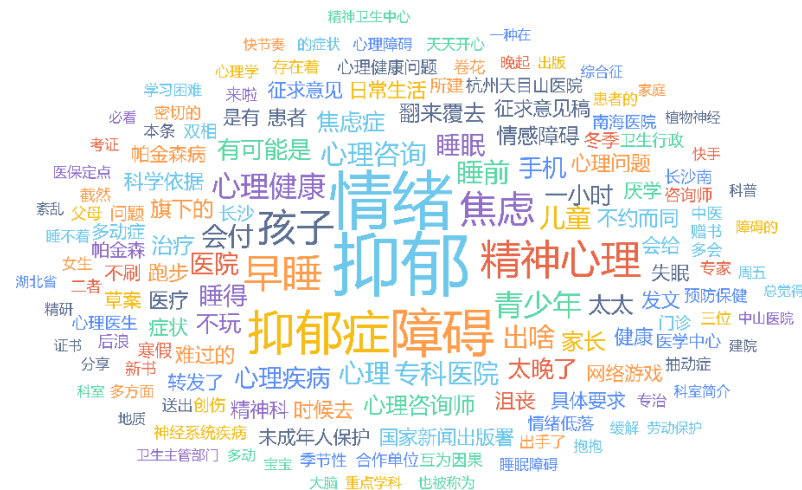 精神卫生中心
快节奏 的症状 心理障碍 天天开心 一种在
心理学 存在着 心理健康问题 卷花 晚起 出版 综合征
学习困难 来啦 征求意见 日常生活 所建 杭州天目山医院 患者的 家庭
必看 密切的 是有 患者 焦虑症 翻来覆去 征求意见稿 南海医院 植物神经
考证 本条 双相 有可能是 心理咨询 睡眠 情感障碍 冬季 卫生行政
医保定点 帕金森病 科学依据 睡前 手机 心理问题 长沙南 快手
截然 心理健康 情绪 焦虑 一小时 厌学 咨询师 科普
紊乱 父母 问题 旗下的 长沙 孩子 儿童 不约而同 中医 赠书 障碍的
睡不着 多动症 治疗 会付 抑郁 精神心理 会给 多会
帕金森 女生 不刷 跑步 医院 早睡 失眠 专家 周五
湖北省 二者 草案 医疗 睡得 青少年 太太 发文 预防保健 总觉得
精研 心理医生 症状 不玩 抑郁症 障碍 出啥 家长 健康 医学中心 门诊 三位 中山医院
证书 后浪 寒假 难过的 太晚了 建院
分享 新书 转发了 心理疾病 心理 专科医院 网络游戏 抽动症
科室 多方面 送出 创伤 精神科 时候去 心理咨询师 沮丧 具体要求 专治 科室简介
地质 神经系统疾病 未成年人保护 国家新闻出版署 出手了 情绪低落 缓解 劳动保护
卫生主管部门 多动 宝宝 季节性 合作单位 互为因果 睡眠障碍 抱抱
大脑 重点学科 也被称为